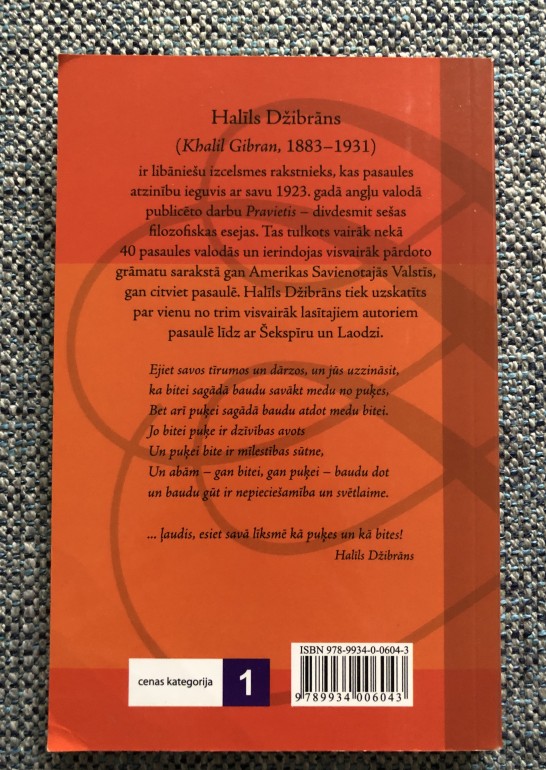 Halīls Džibrāns
(Khalil Gibran, 1883–1931)
ir libāniešu izcelsmes rakstnieks, kas pasaules
atzinību ieguvis ar savu 1923. gadā angļu valodā
publicēto darbu Pravietis – divdesmit sešas
filozofiskas esejas. Tas tulkots vairāk nekā
40 pasaules valodās un ierindojas visvairāk pārdoto
grāmatu sarakstā gan Amerikas Savienotajās Valstīs,
gan citviet pasaulē. Halīls Džibrāns tiek uzskatīts
par vienu no trim visvairāk lasītajiem autoriem
pasaulē līdz ar Šekspīru un Laodzi.
Ejiet savos tīrumos un dārzos, un jūs uzzināsit,
ka bitei sagādā baudu savākt medu no puķes,
Bet arī puķei sagādā baudu atdot medu bitei.
Jo bitei puķe ir dzīvības avots
Un puķei bite ir mīlestības sūtne,
Un abām – gan bitei, gan puķei – baudu dot
un baudu gūt ir nepieciešamība un svētlaime.
... ļaudis, esiet savā līksmē kā puķes un kā bites!
Halīls Džibrāns
ISBN 978-9934-0-0604-3
cenas kategorija 1
9 789934 006043